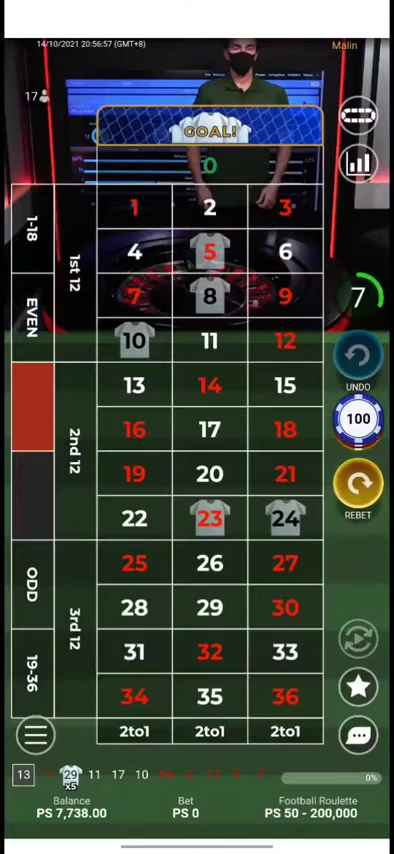 14/10/2021 20:56:57 (GMT+8)
Malin
17
GOAL!
0
1-18
EVEN
ODD
19-36
1st 12
2nd 12
3rd 12
1 2 3
4 5 6
7 8 9
10 11 12
13 14 15
16 17 18
19 20 21
22 23 24
25 26 27
28 29 30
31 32 33
34 35 36
2to1 2to1 2to1
7
UNDO
100
REBET
13 29 11 17 10
x5
0%
Balance Bet Football Roulette
PS 7,738.00 PS 0 PS 50 - 200,000